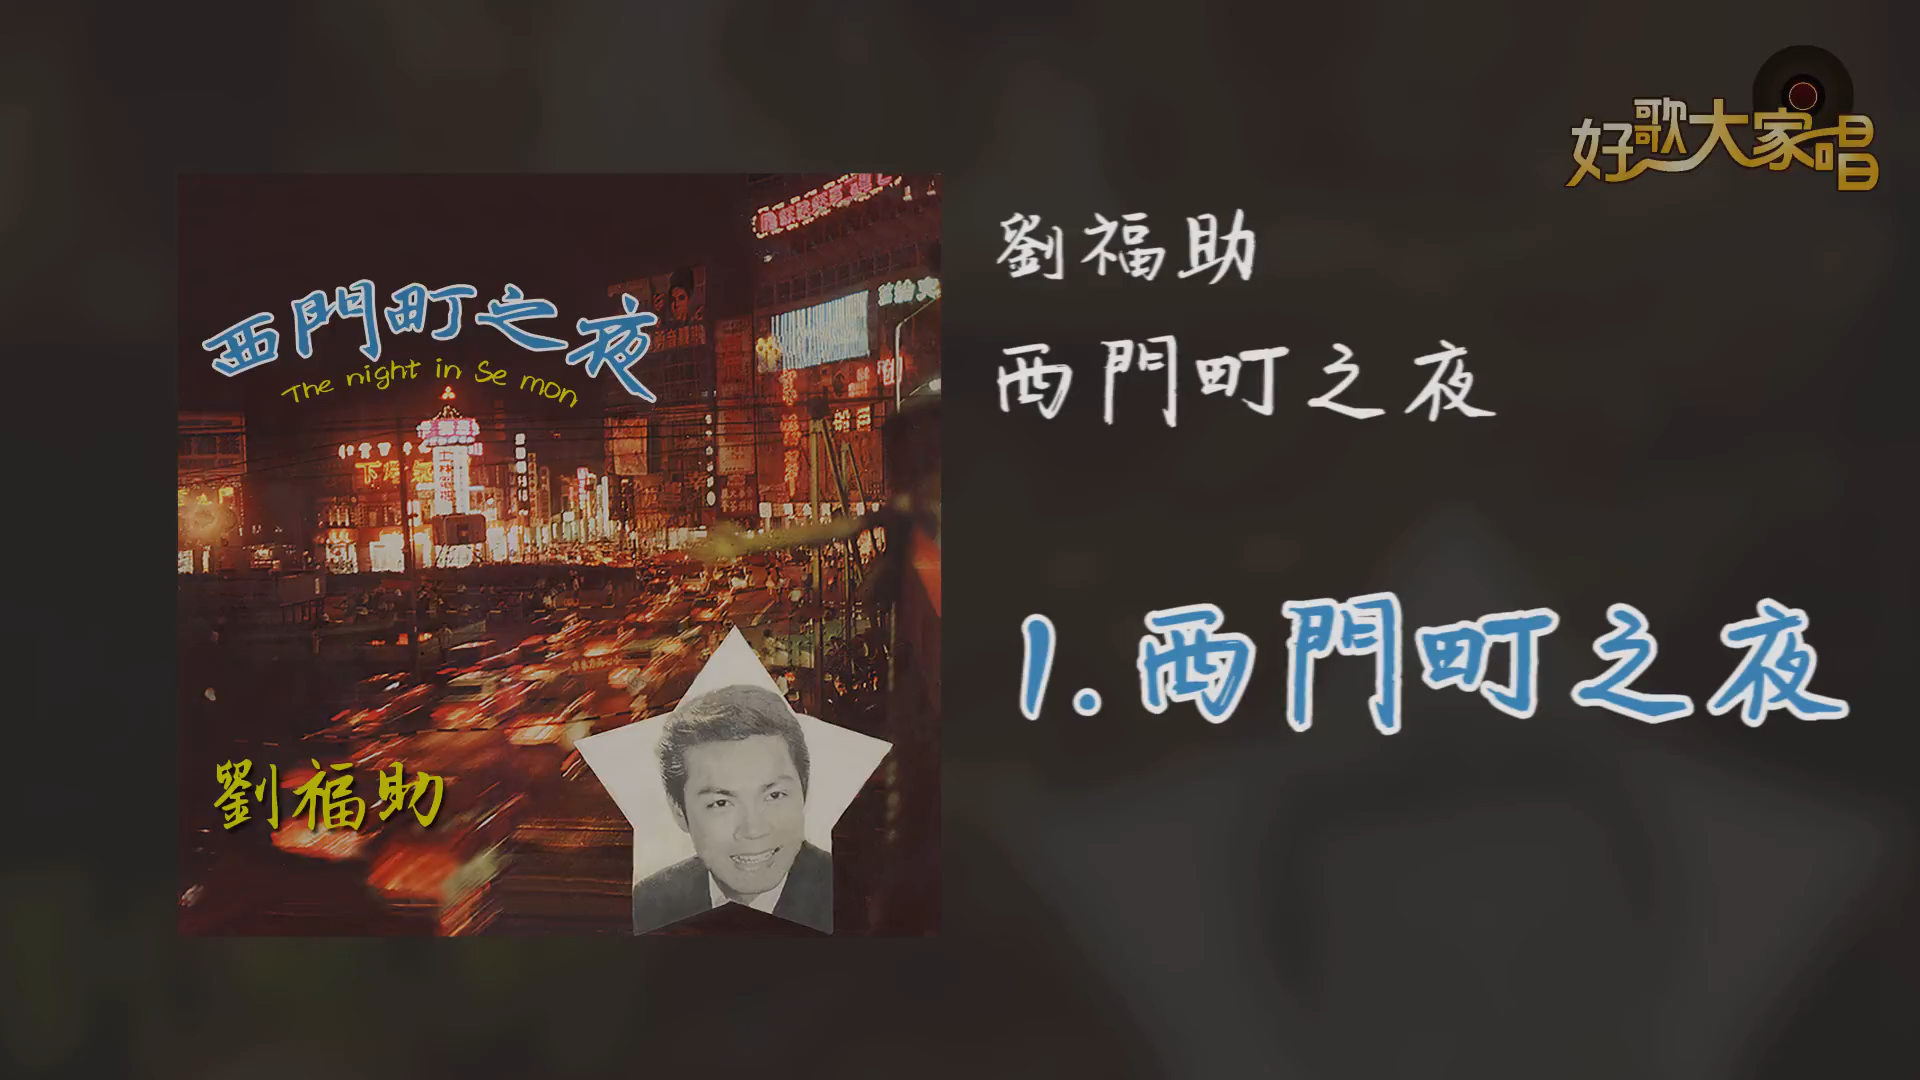 好歌大家唱
西門町之夜
The night in Se mon
劉福助
劉福助
西門町之夜
1.西門町之夜